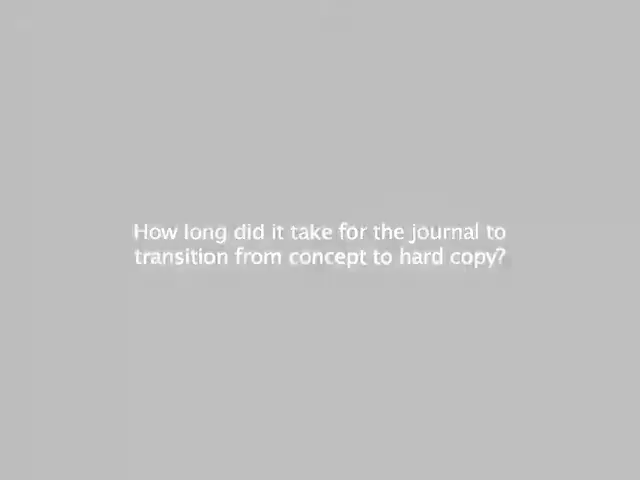 How long did it take for the journal to
transition from concept to hard copy?